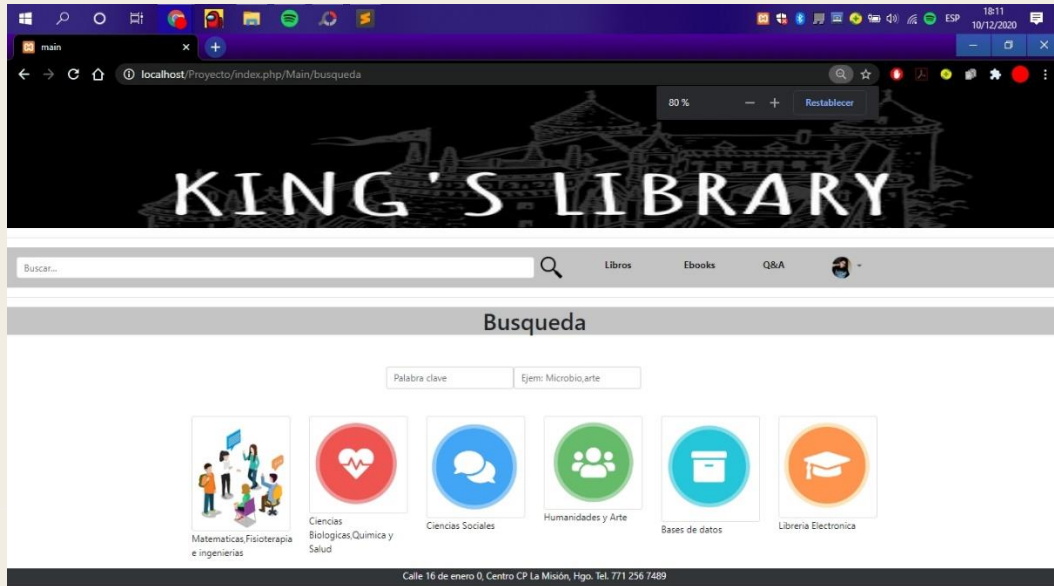 18:11
ESP
10/12/2020
main
localhost/Proyecto/index.php/Main/busqueda
80 %
Restablecer
KING'S LIBRARY
Buscar...
Libros
Ebooks
Q&A
Busqueda
Palabra clave
Ejem: Microbio,arte
Matematicas,Fisioterapia
e ingenierias
Ciencias
Biologicas,Quimica y
Salud
Ciencias Sociales
Humanidades y Arte
Bases de datos
Libreria Electronica
Calle 16 de enero 0, Centro CP La Misión, Hgo. Tel. 771 256 7489